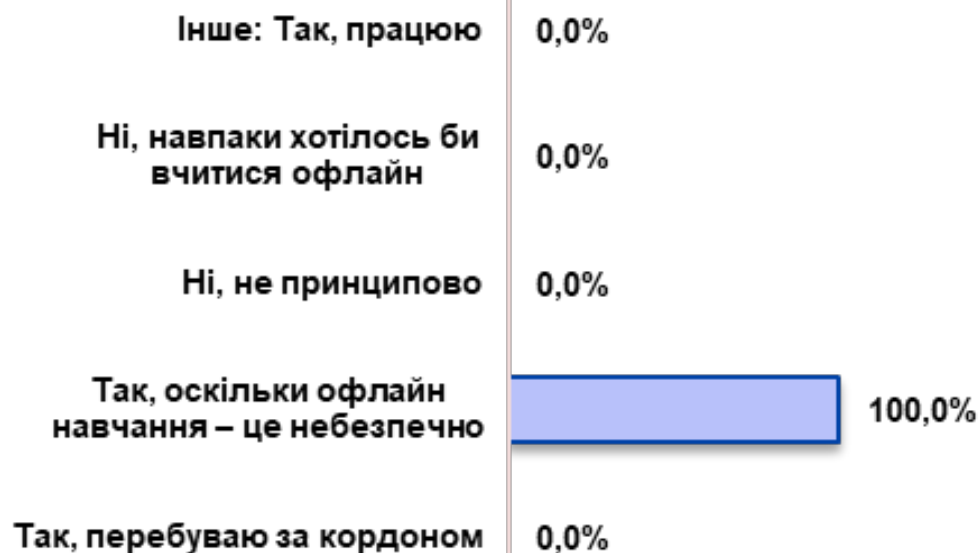 Інше: Так, працюю 0,0%
Ні, навпаки хотілось би
вчитися офлайн 0,0%
Ні, не принципово 0,0%
Так, оскільки офлайн
навчання – це небезпечно 100,0%
Так, перебуваю за кордоном 0,0%